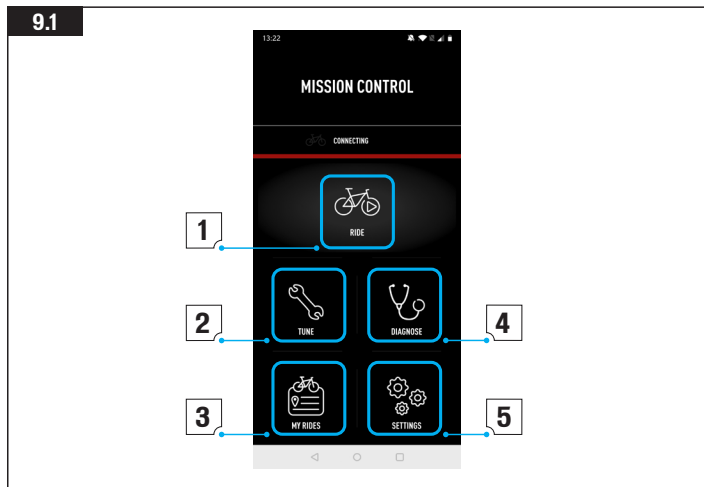 9.1
13:22
MISSION CONTROL
CONNECTING
1
RIDE
2
TUNE
DIAGNOSE
4
3
MY RIDES
SETTINGS
5